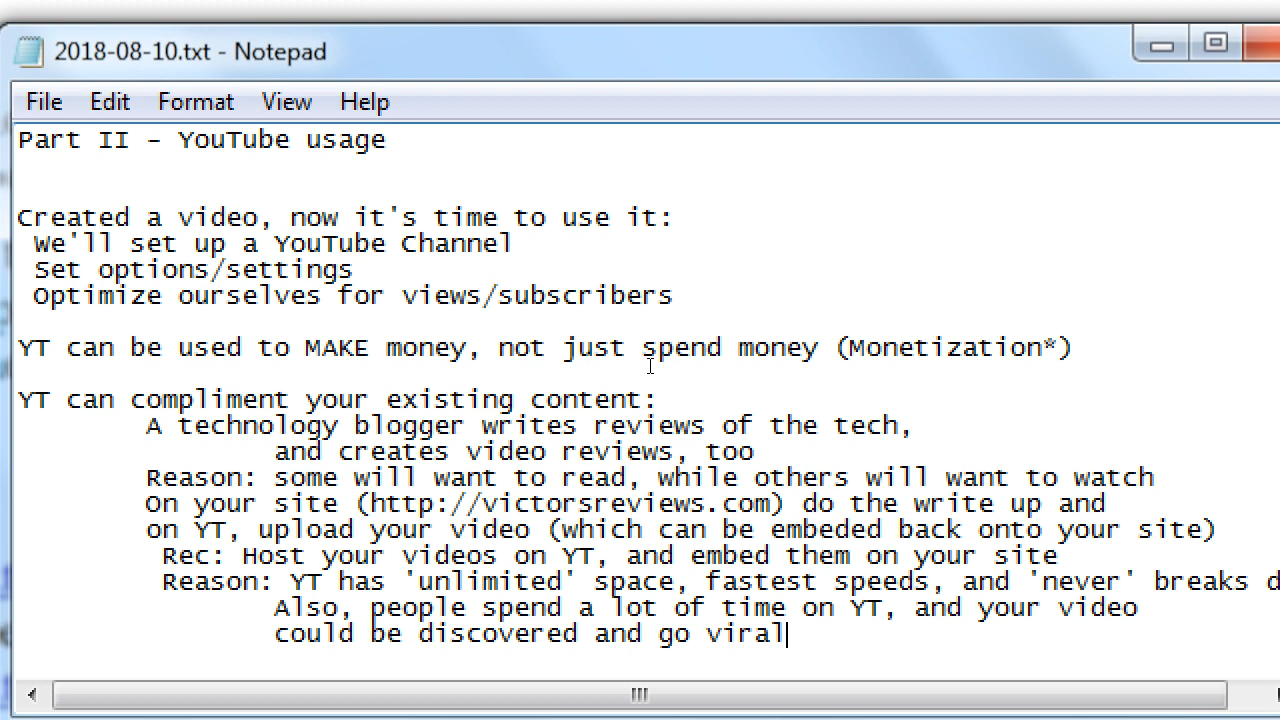 2018-08-10.txt - Notepad
File Edit Format View Help
Part II - YouTube usage
Created a video, now it's time to use it:
We'll set up a YouTube Channel
Set options/settings
Optimize ourselves for views/subscribers
YT can be used to MAKE money, not just spend money (Monetization*)
YT can compliment your existing content:
A technology blogger writes reviews of the tech,
and creates video reviews, too
Reason: some will want to read, while others will want to watch
On your site (http://victorsreviews.com) do the write up and
on YT, upload your video (which can be embeded back onto your site)
Rec: Host your videos on YT, and embed them on your site
Reason: YT has 'unlimited' space, fastest speeds, and 'never' breaks d
Also, people spend a lot of time on YT, and your video
could be discovered and go viral